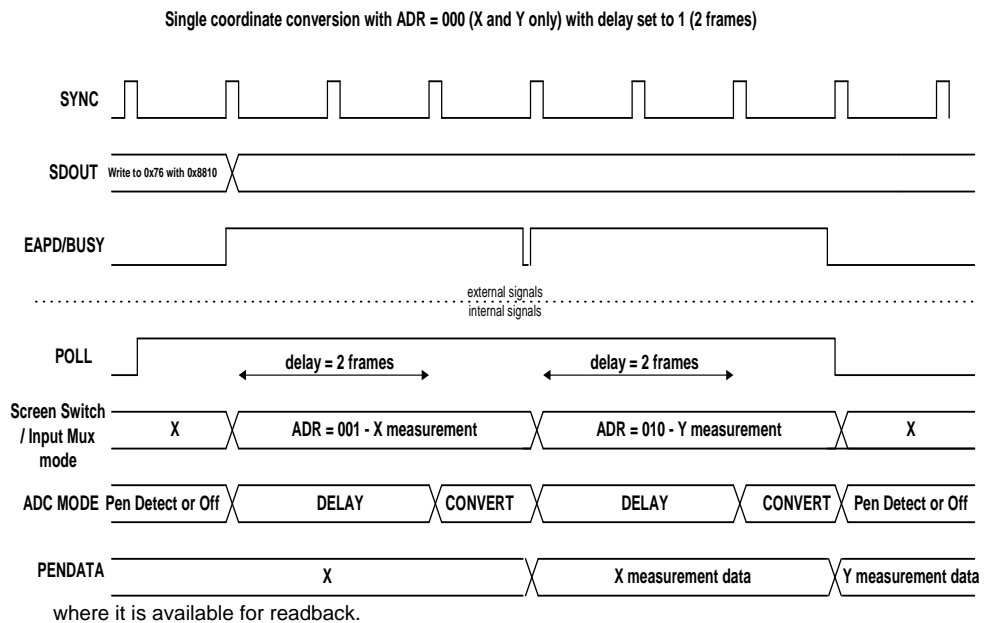 Single coordinate conversion with ADR = 000 (X and Y only) with delay set to 1 (2 frames)
SYNC
SDOUT Write to 0x76 with 0x8810
EAPD/BUSY
external signals
internal signals
POLL
delay = 2 frames delay = 2 frames
Screen Switch
/ Input Mux
mode
X ADR = 001 - X measurement ADR = 010 - Y measurement X
ADC MODE Pen Detect or Off DELAY CONVERT DELAY CONVERT Pen Detect or Off
PENDATA X X measurement data Y measurement data
where it is available for readback.